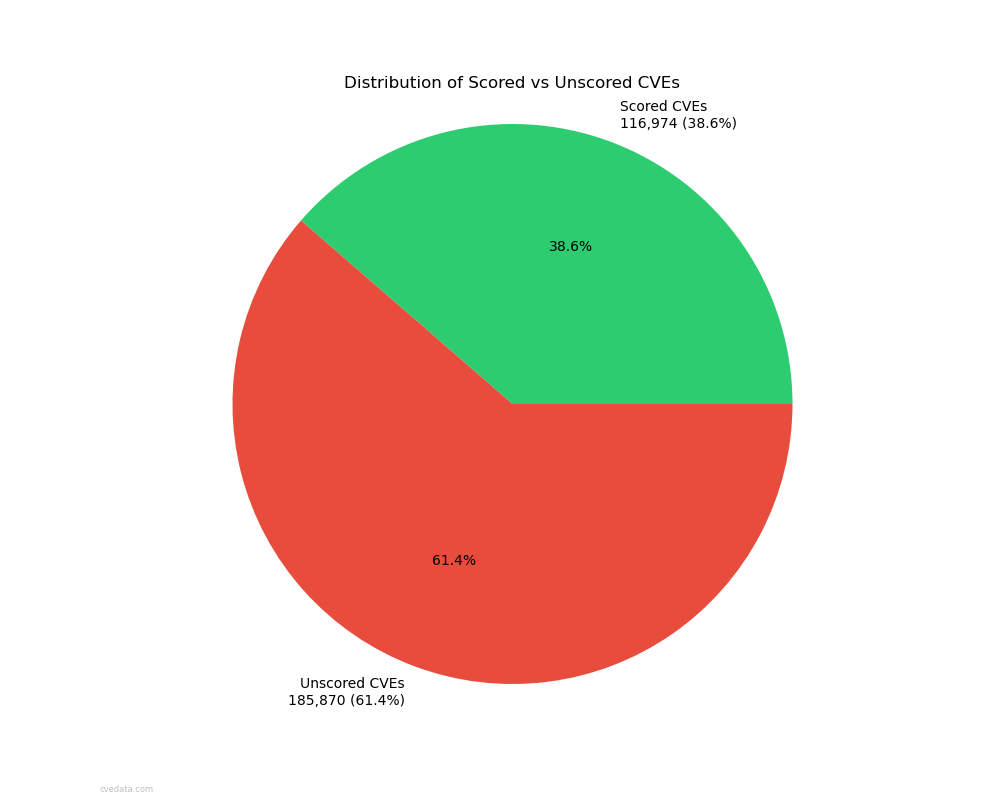 Distribution of Scored vs Unscored CVEs
Scored CVEs
116,974 (38.6%)
38.6%
61.4%
Unscored CVEs
185,870 (61.4%)
cvedata.com